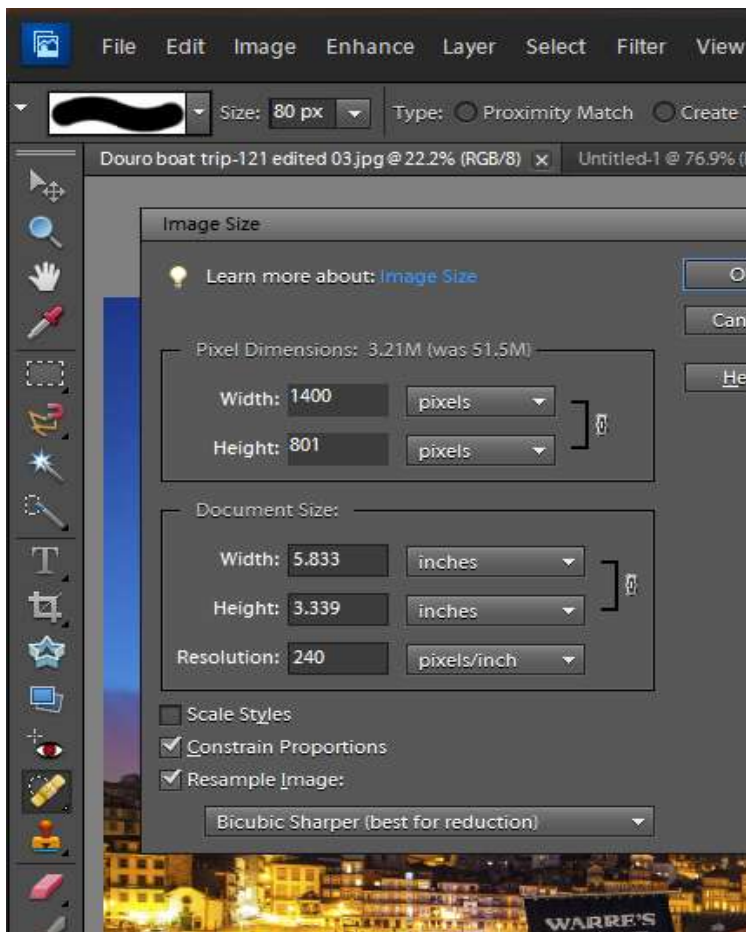 File Edit Image Enhance Layer Select Filter View
Size: 80 px Type: Proximity Match Create
Douro boat trip-121 edited 03.jpg @ 22.2% (RGB/8) x Untitled-1 @ 76.9% (
Image Size
Learn more about: Image Size
O
Can
He
Pixel Dimensions: 3.21M (was 51.5M)
Width: 1400 pixels
Height: 801 pixels
Document Size:
Width: 5.833 inches
Height: 3.339 inches
Resolution: 240 pixels/inch
Scale Styles
Constrain Proportions
Resample Image:
Bicubic Sharper (best for reduction)
T
WARRE'S